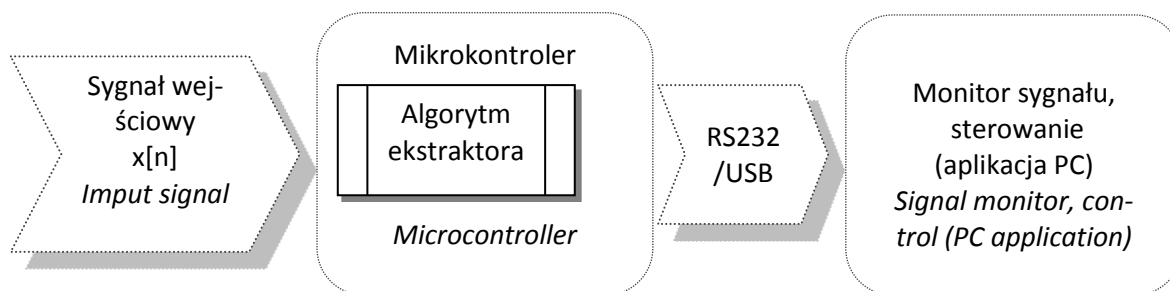 Sygnał wej-
ściowy
x[n]
Imput signal
Mikrokontroler
Algorytm
ekstraktora
Microcontroller
RS232
/USB
Monitor sygnału,
sterowanie
(aplikacja PC)
Signal monitor, con-
trol (PC application)